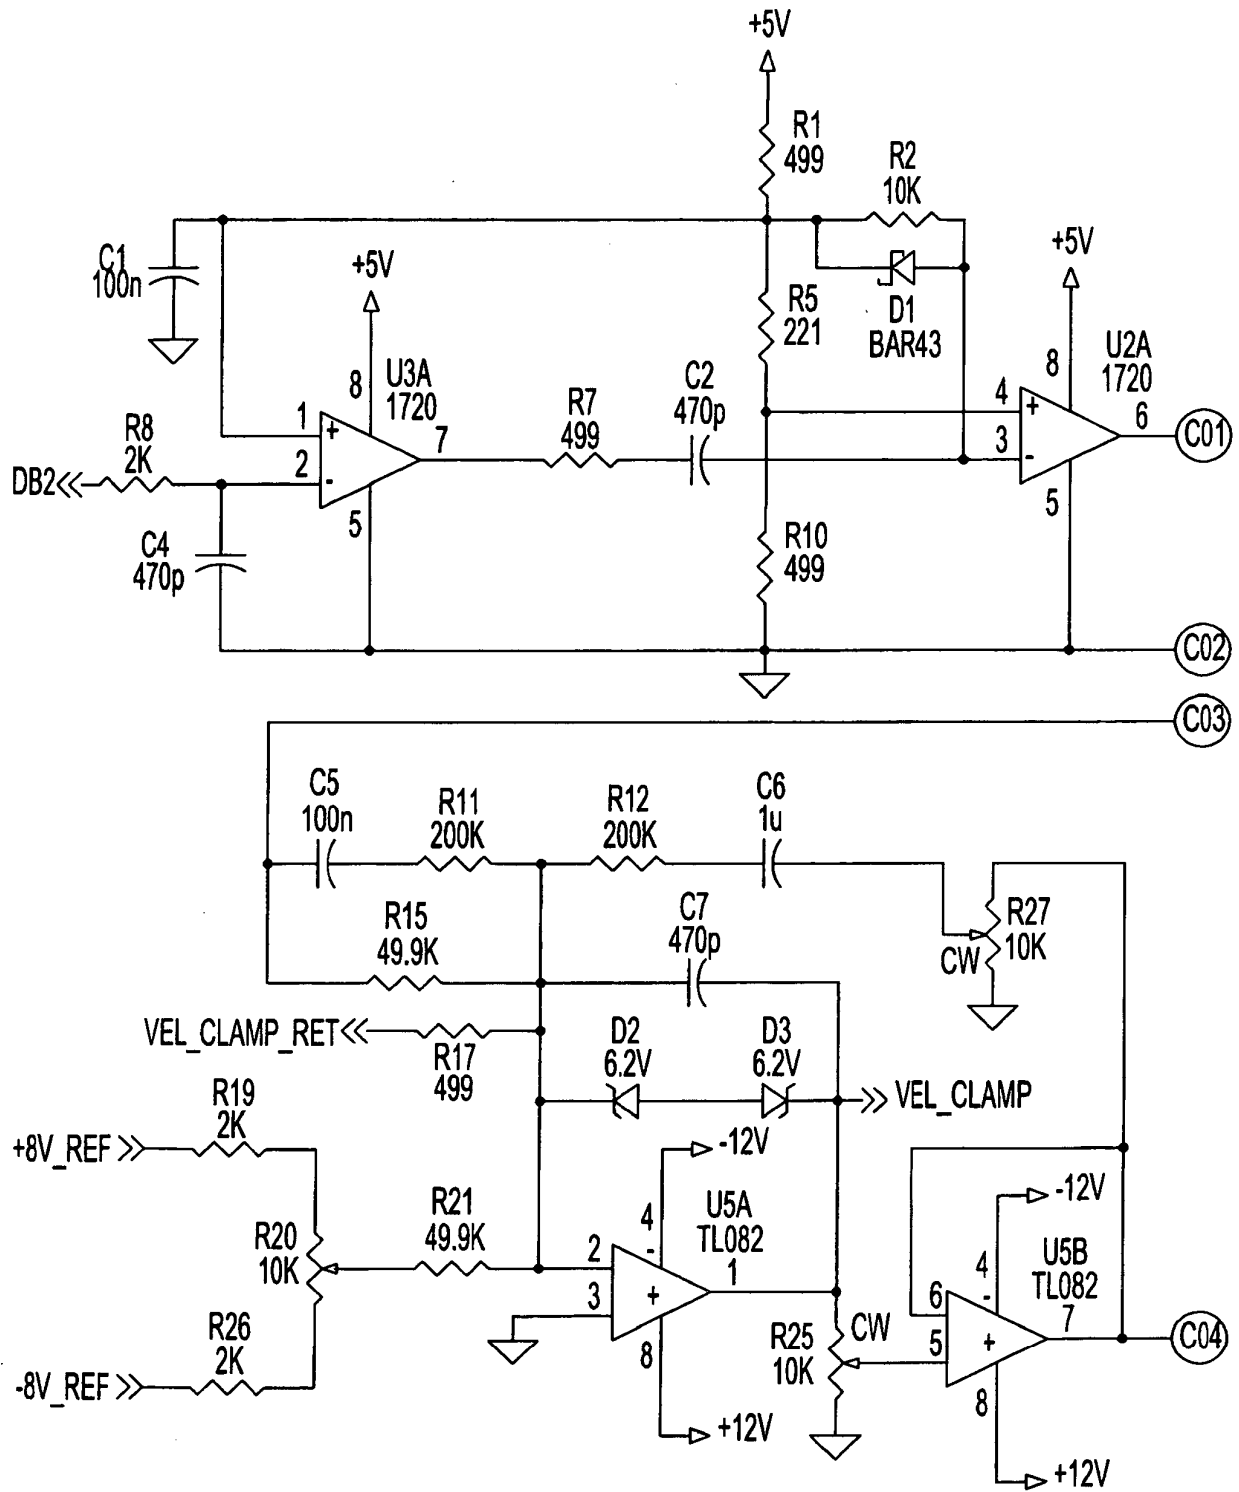 +5V
R1
499
R2
10K
C1
100n
+5V
+5V
R5
221
D1
BAR43
U3A
1720
8
C2
470p
U2A
1720
8
R7
499
R8
2K
1
+
2
-
7
4
+
3
-
6
C01
DB2
5
5
C4
470p
R10
499
C02
C03
C5
100n
R11
200K
R12
200K
C6
1u
R15
49.9K
C7
470p
R27
10K
CW
VEL_CLAMP_RET
R17
499
D2
6.2V
D3
6.2V
VEL_CLAMP
R19
2K
+8V_REF
-12V
R21
49.9K
4
-
U5A
TL082
-12V
R20
10K
2
3
+
1
4
-
U5B
TL082
R26
2K
8
R25
10K
CW
6
5
+
7
C04
-8V_REF
+12V
8
+12V